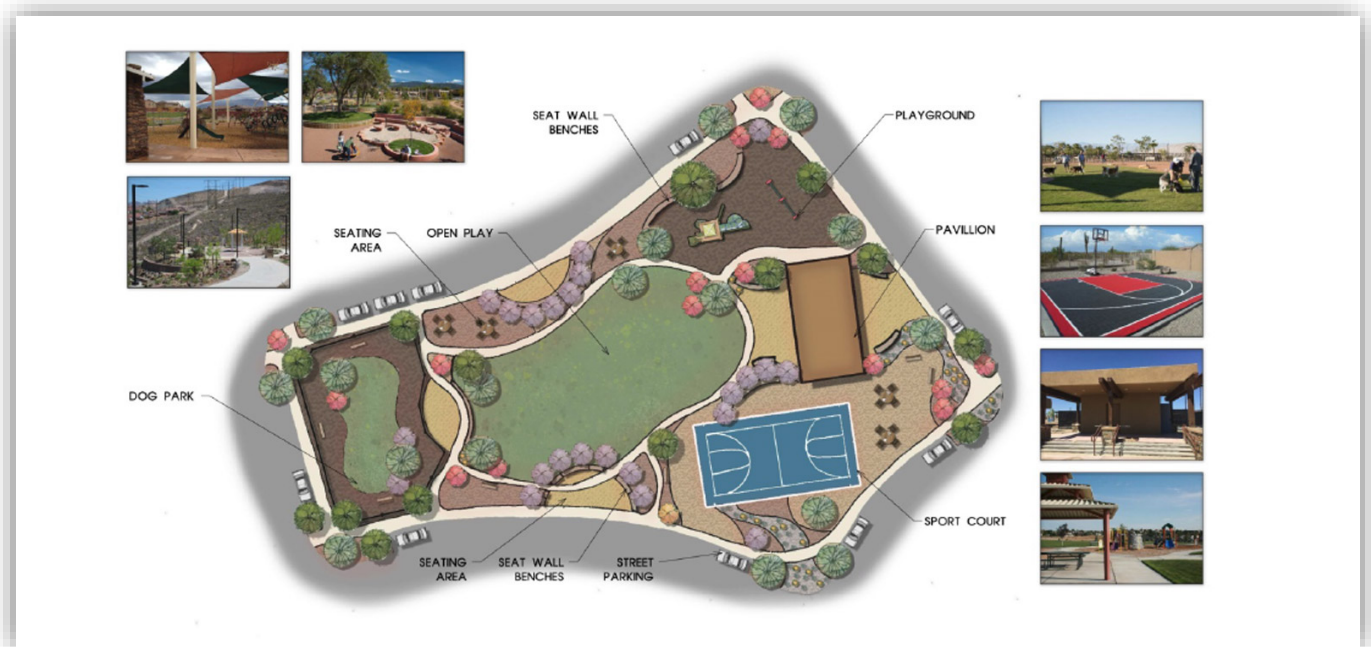 SEAT WALL
BENCHES
PLAYGROUND
SEATING
AREA
OPEN PLAY
PAVILLION
DOG PARK
SPORT COURT
SEATING
AREA
SEAT WALL
BENCHES
STREET
PARKING